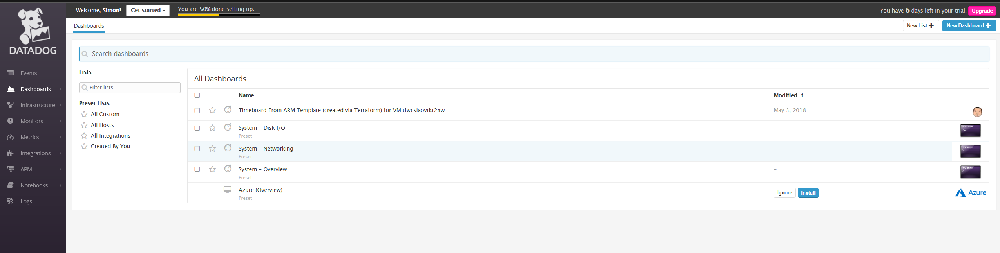 DATADOG
Events
Dashboards
Infrastructure
Monitors
Metrics
Integrations
APM
Notebooks
Logs
Welcome, Simon!
Get started
You are 50% done setting up.
You have 6 days left in your trial.
Upgrade
Dashboards
New List
New Dashboard
Search dashboards
Lists
Filter lists
Preset Lists
All Custom
All Hosts
All Integrations
Created By You
All Dashboards
Name Modified ↑
Timeboard From ARM Template (created via Terraform) for VM tfwcslaovtkt2nw May 3, 2018
System – Disk I/O –
SYSTEM
>_
Preset
System – Networking –
SYSTEM
>_
Preset
System – Overview –
SYSTEM
>_
Preset
Azure (Overview) Ignore Install Azure
Preset